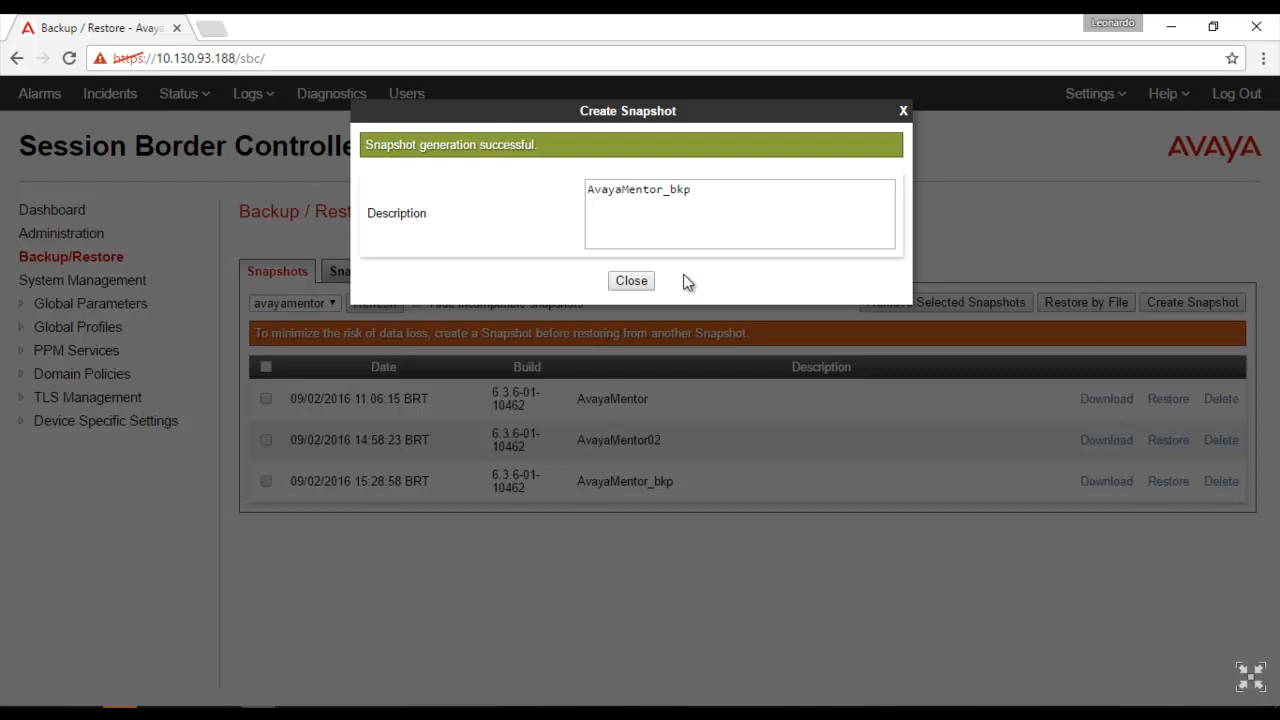 Backup / Restore - Avaya
Leonardo
https://10.130.93.188/sbc/
Alarms Incidents Status Logs Diagnostics Users Settings Help Log Out
Create Snapshot X
Snapshot generation successful.
Session Border Controlle
AVAYA
AvayaMentor_bkp
Description
Dashboard
Administration
Backup/Restore
System Management
Global Parameters
Global Profiles
PPM Services
Domain Policies
TLS Management
Device Specific Settings
Backup / Rest
Close
Snapshots Sna
avayamentor Selected Snapshots Restore by File Create Snapshot
To minimize the risk of data loss, create a Snapshot before restoring from another Snapshot.
Date Build Description
09/02/2016 11:06:15 BRT 6.3.6-01- AvayaMentor Download Restore Delete
10462
09/02/2016 14:58:23 BRT 6.3.6-01- AvayaMentor02 Download Restore Delete
10462
09/02/2016 15:28:58 BRT 6.3.6-01- AvayaMentor_bkp Download Restore Delete
10462